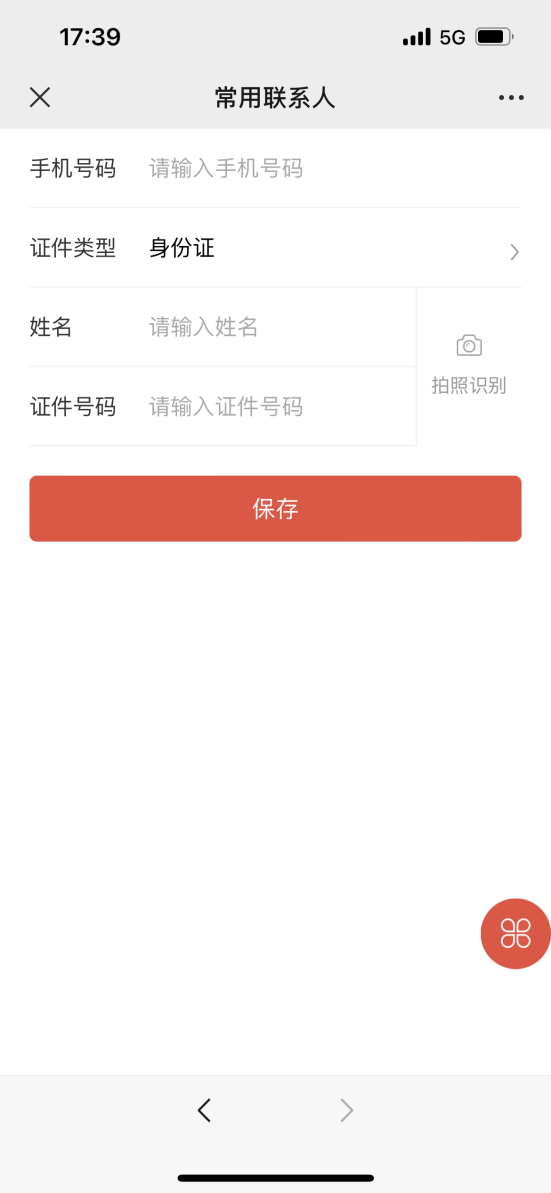 17:39 5G
常用联系人
手机号码 请输入手机号码
证件类型 身份证
姓名 请输入姓名
拍照识别
证件号码 请输入证件号码
保存